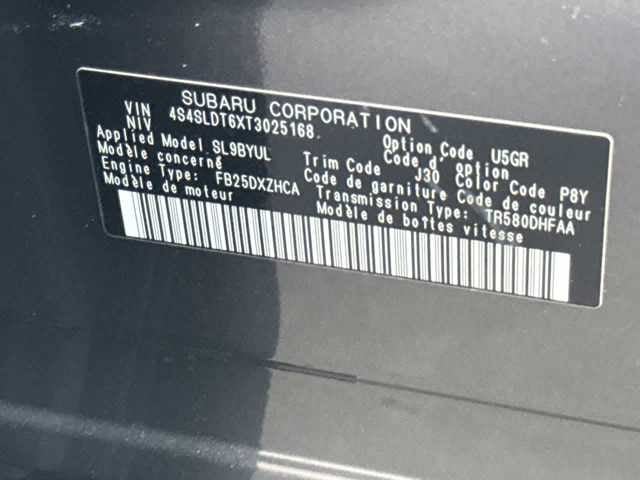 SUBARU CORPORATION
VIN
NIV 4S4SLDT6XT3025168
Applied Model SL9BYUL Option Code U5GR
Modèle concerné Code d' option
Engine Type: FB25DXZHCA Trim Code J30 Color Code P8Y
Modèle de moteur Code de garniture Code de couleur
Transmission Type: TR580DHFAA
Modèle de boîtes vitesse